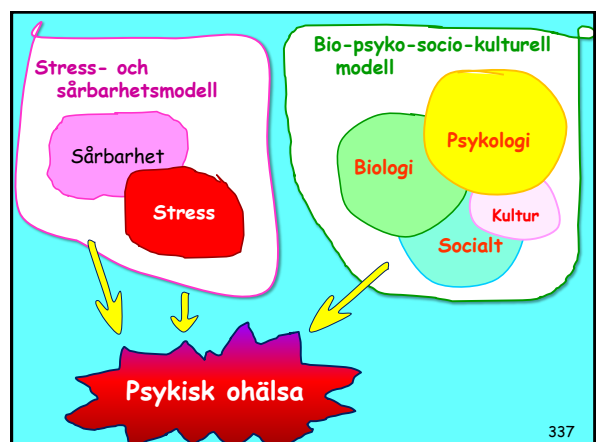 Stress- och
sårbarhetsmodell
Sårbarhet
Stress
Bio-psyko-socio-kulturell
modell
Psykologi
Biologi
Kultur
Socialt
Psykisk ohälsa
337